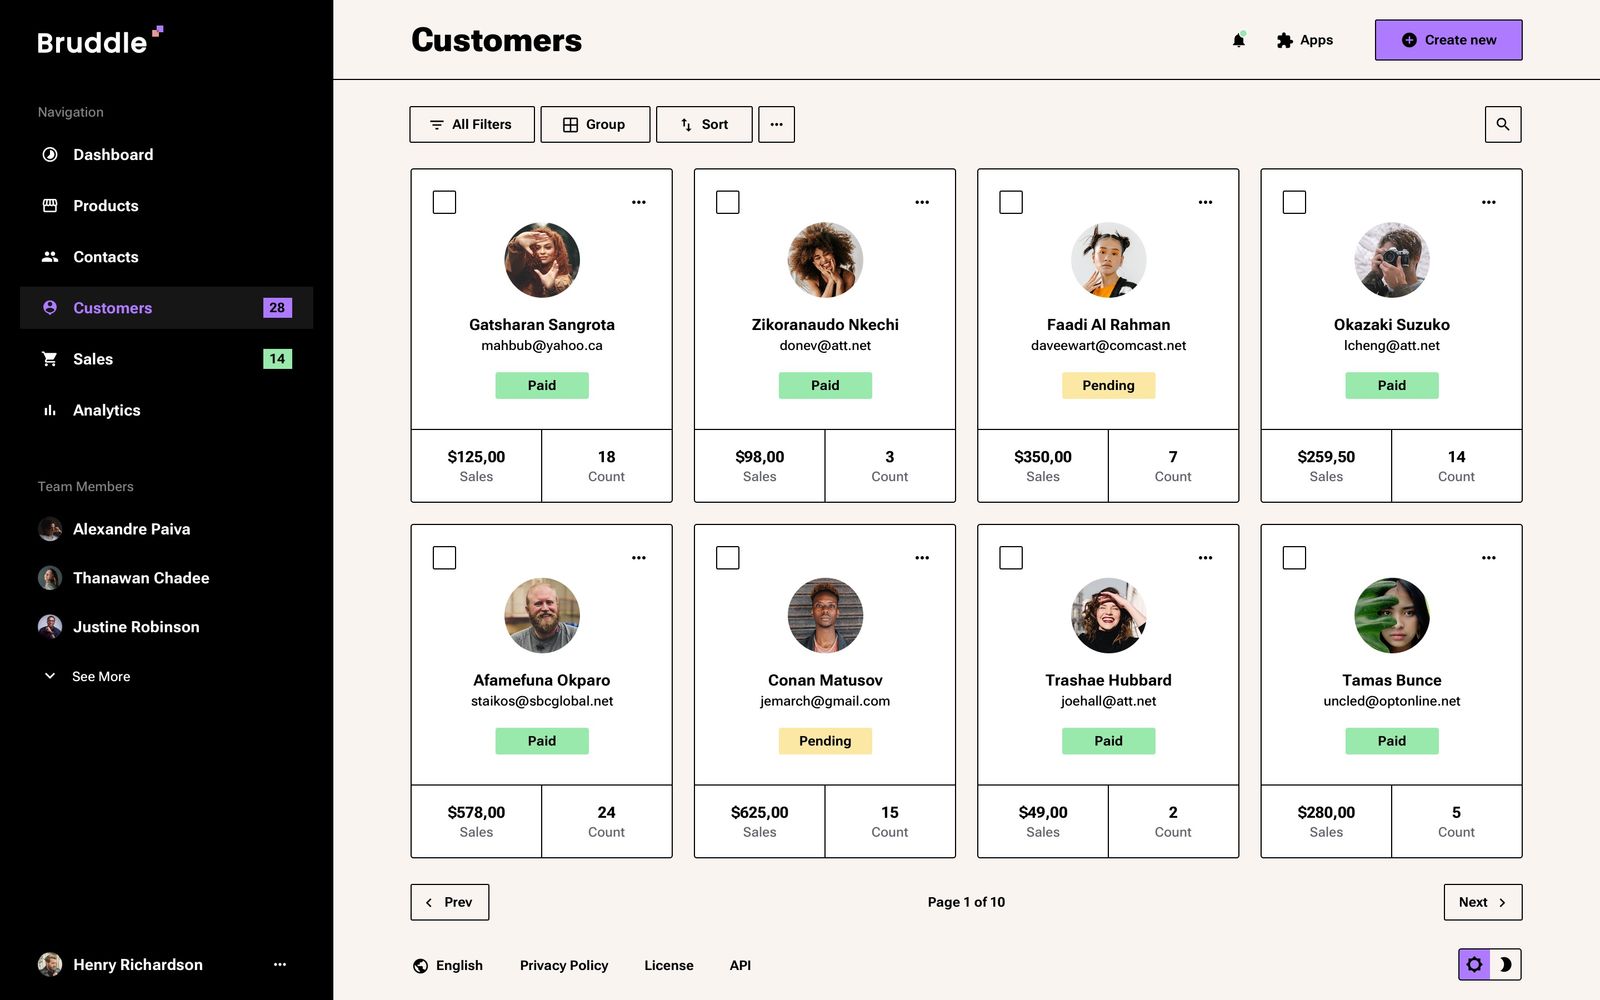 Bruddle
Navigation
Dashboard
Products
Contacts
Customers 28
Sales 14
Analytics
Team Members
Alexandre Paiva
Thanawan Chadee
Justine Robinson
See More
Henry Richardson
Customers
Apps
Create new
All Filters
Group
Sort
Gatsharan Sangrota
mahbub@yahoo.ca
Paid
$125,00
Sales
18
Count
Zikoranaudo Nkechi
donev@att.net
Paid
$98,00
Sales
3
Count
Faadi Al Rahman
daveewart@comcast.net
Pending
$350,00
Sales
7
Count
Okazaki Suzuko
lcheng@att.net
Paid
$259,50
Sales
14
Count
Afamefuna Okparo
staikos@sbcglobal.net
Paid
$578,00
Sales
24
Count
Conan Matusov
jemarch@gmail.com
Pending
$625,00
Sales
15
Count
Trashae Hubbard
joehall@att.net
Paid
$49,00
Sales
2
Count
Tamas Bunce
uncled@optonline.net
Paid
$280,00
Sales
5
Count
Prev
Page 1 of 10
Next
English
Privacy Policy
License
API